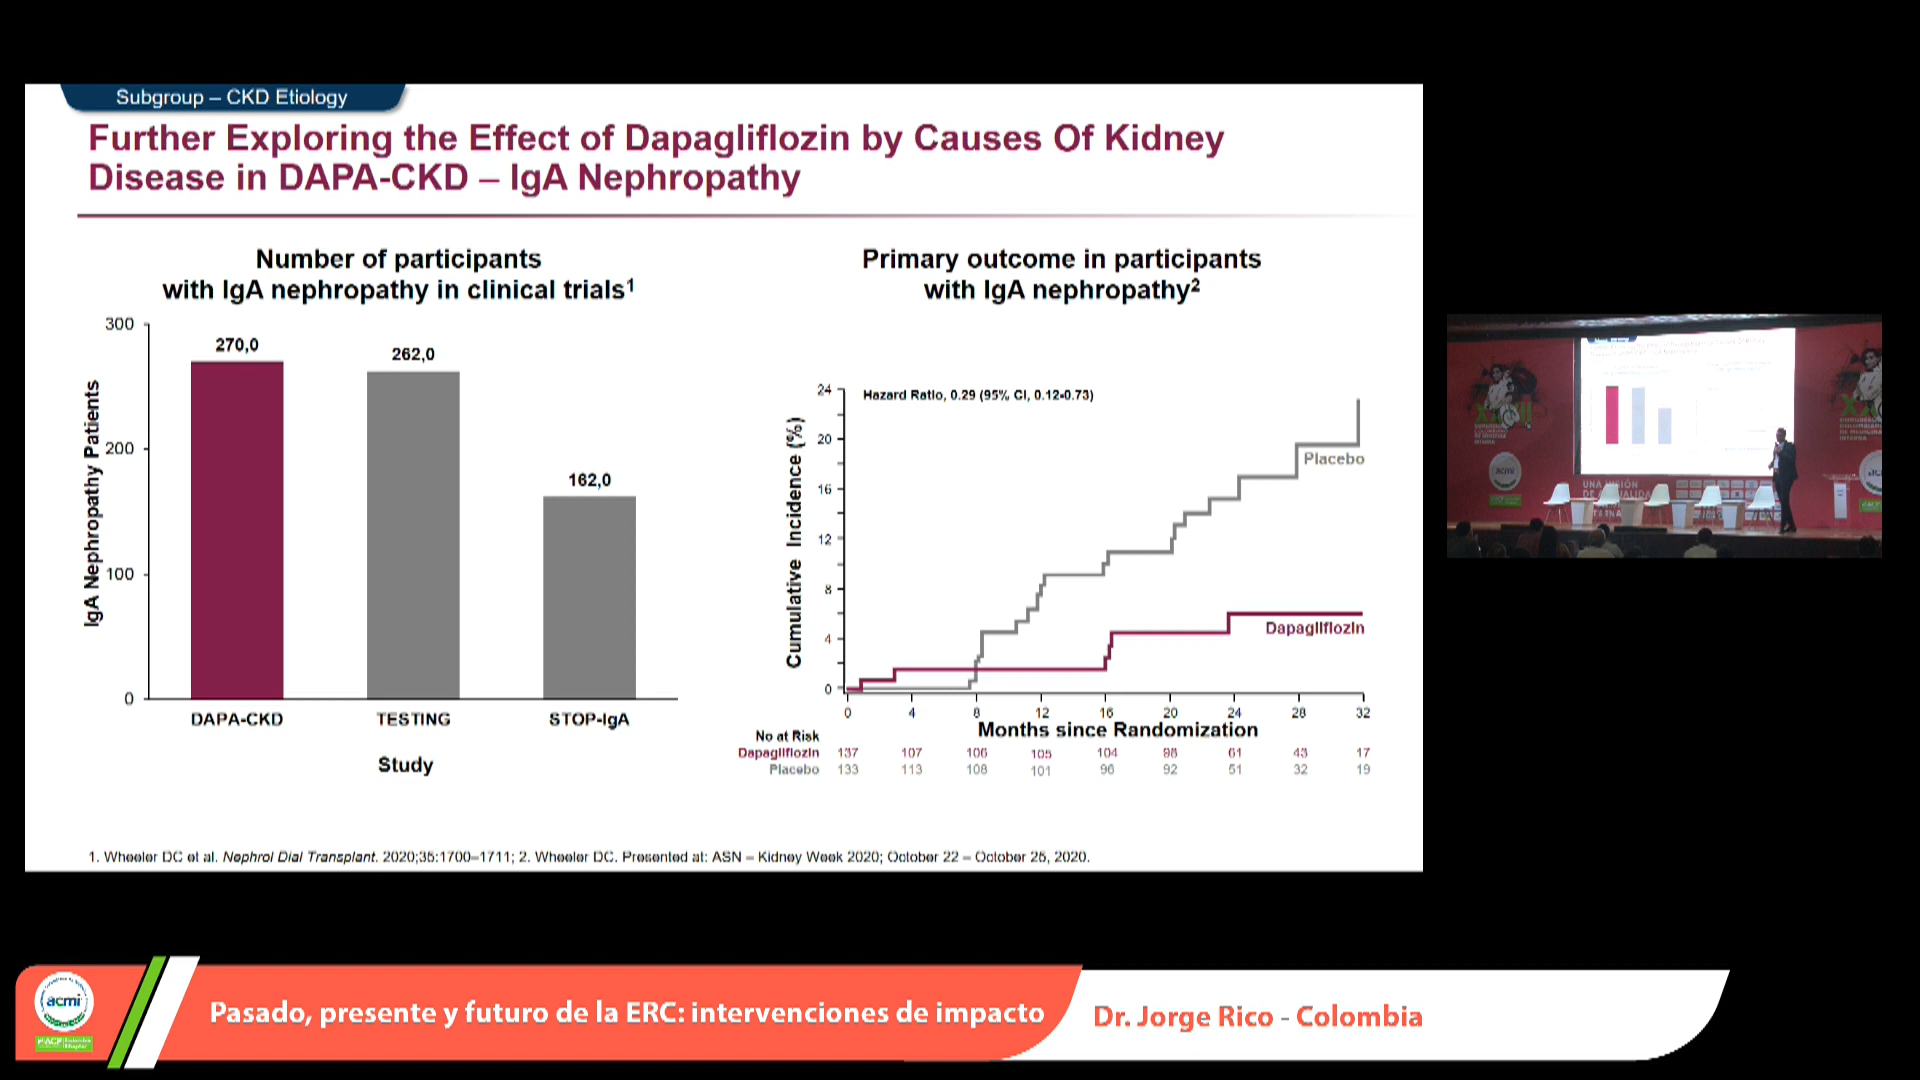 Subgroup – CKD Etiology
Further Exploring the Effect of Dapagliflozin by Causes Of Kidney
Disease in DAPA-CKD – IgA Nephropathy
Number of participants
with IgA nephropathy in clinical trials¹
300
200
100
0
IgA Nephropathy Patients
270,0
262,0
162,0
DAPA-CKD
TESTING
STOP-IgA
Study
Primary outcome in participants
with IgA nephropathy²
Hazard Ratio, 0.29 (95% CI, 0.12-0.73)
Cumulative Incidence (%)
24
20
16
12
8
4
0
Placebo
Dapagliflozin
0 4 8 12 16 20 24 28 32
Months since Randomization
No at Risk
Dapagliflozin 137 107 106 105 104 98 61 43 17
Placebo 133 113 108 101 96 92 51 32 19
1. Wheeler DC et al. Nephrol Dial Transplant. 2020;35:1700–1711; 2. Wheeler DC. Presented at: ASN – Kidney Week 2020; October 22 – October 25, 2020.
acmi
Pasado, presente y futuro de la ERC: intervenciones de impacto
Dr. Jorge Rico - Colombia